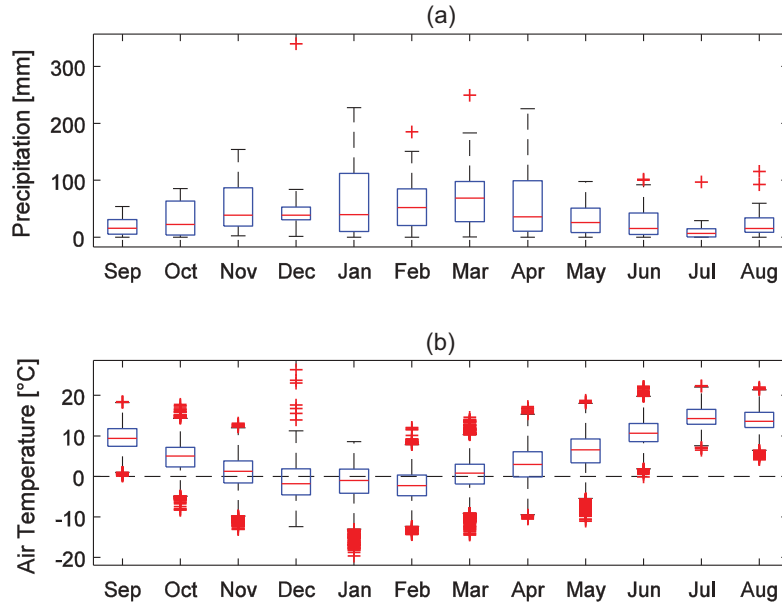 (a)
Precipitation [mm]
300
200
100
0
Sep Oct Nov Dec Jan Feb Mar Apr May Jun Jul Aug
(b)
Air Temperature [°C]
20
10
0
-10
-20
Sep Oct Nov Dec Jan Feb Mar Apr May Jun Jul Aug